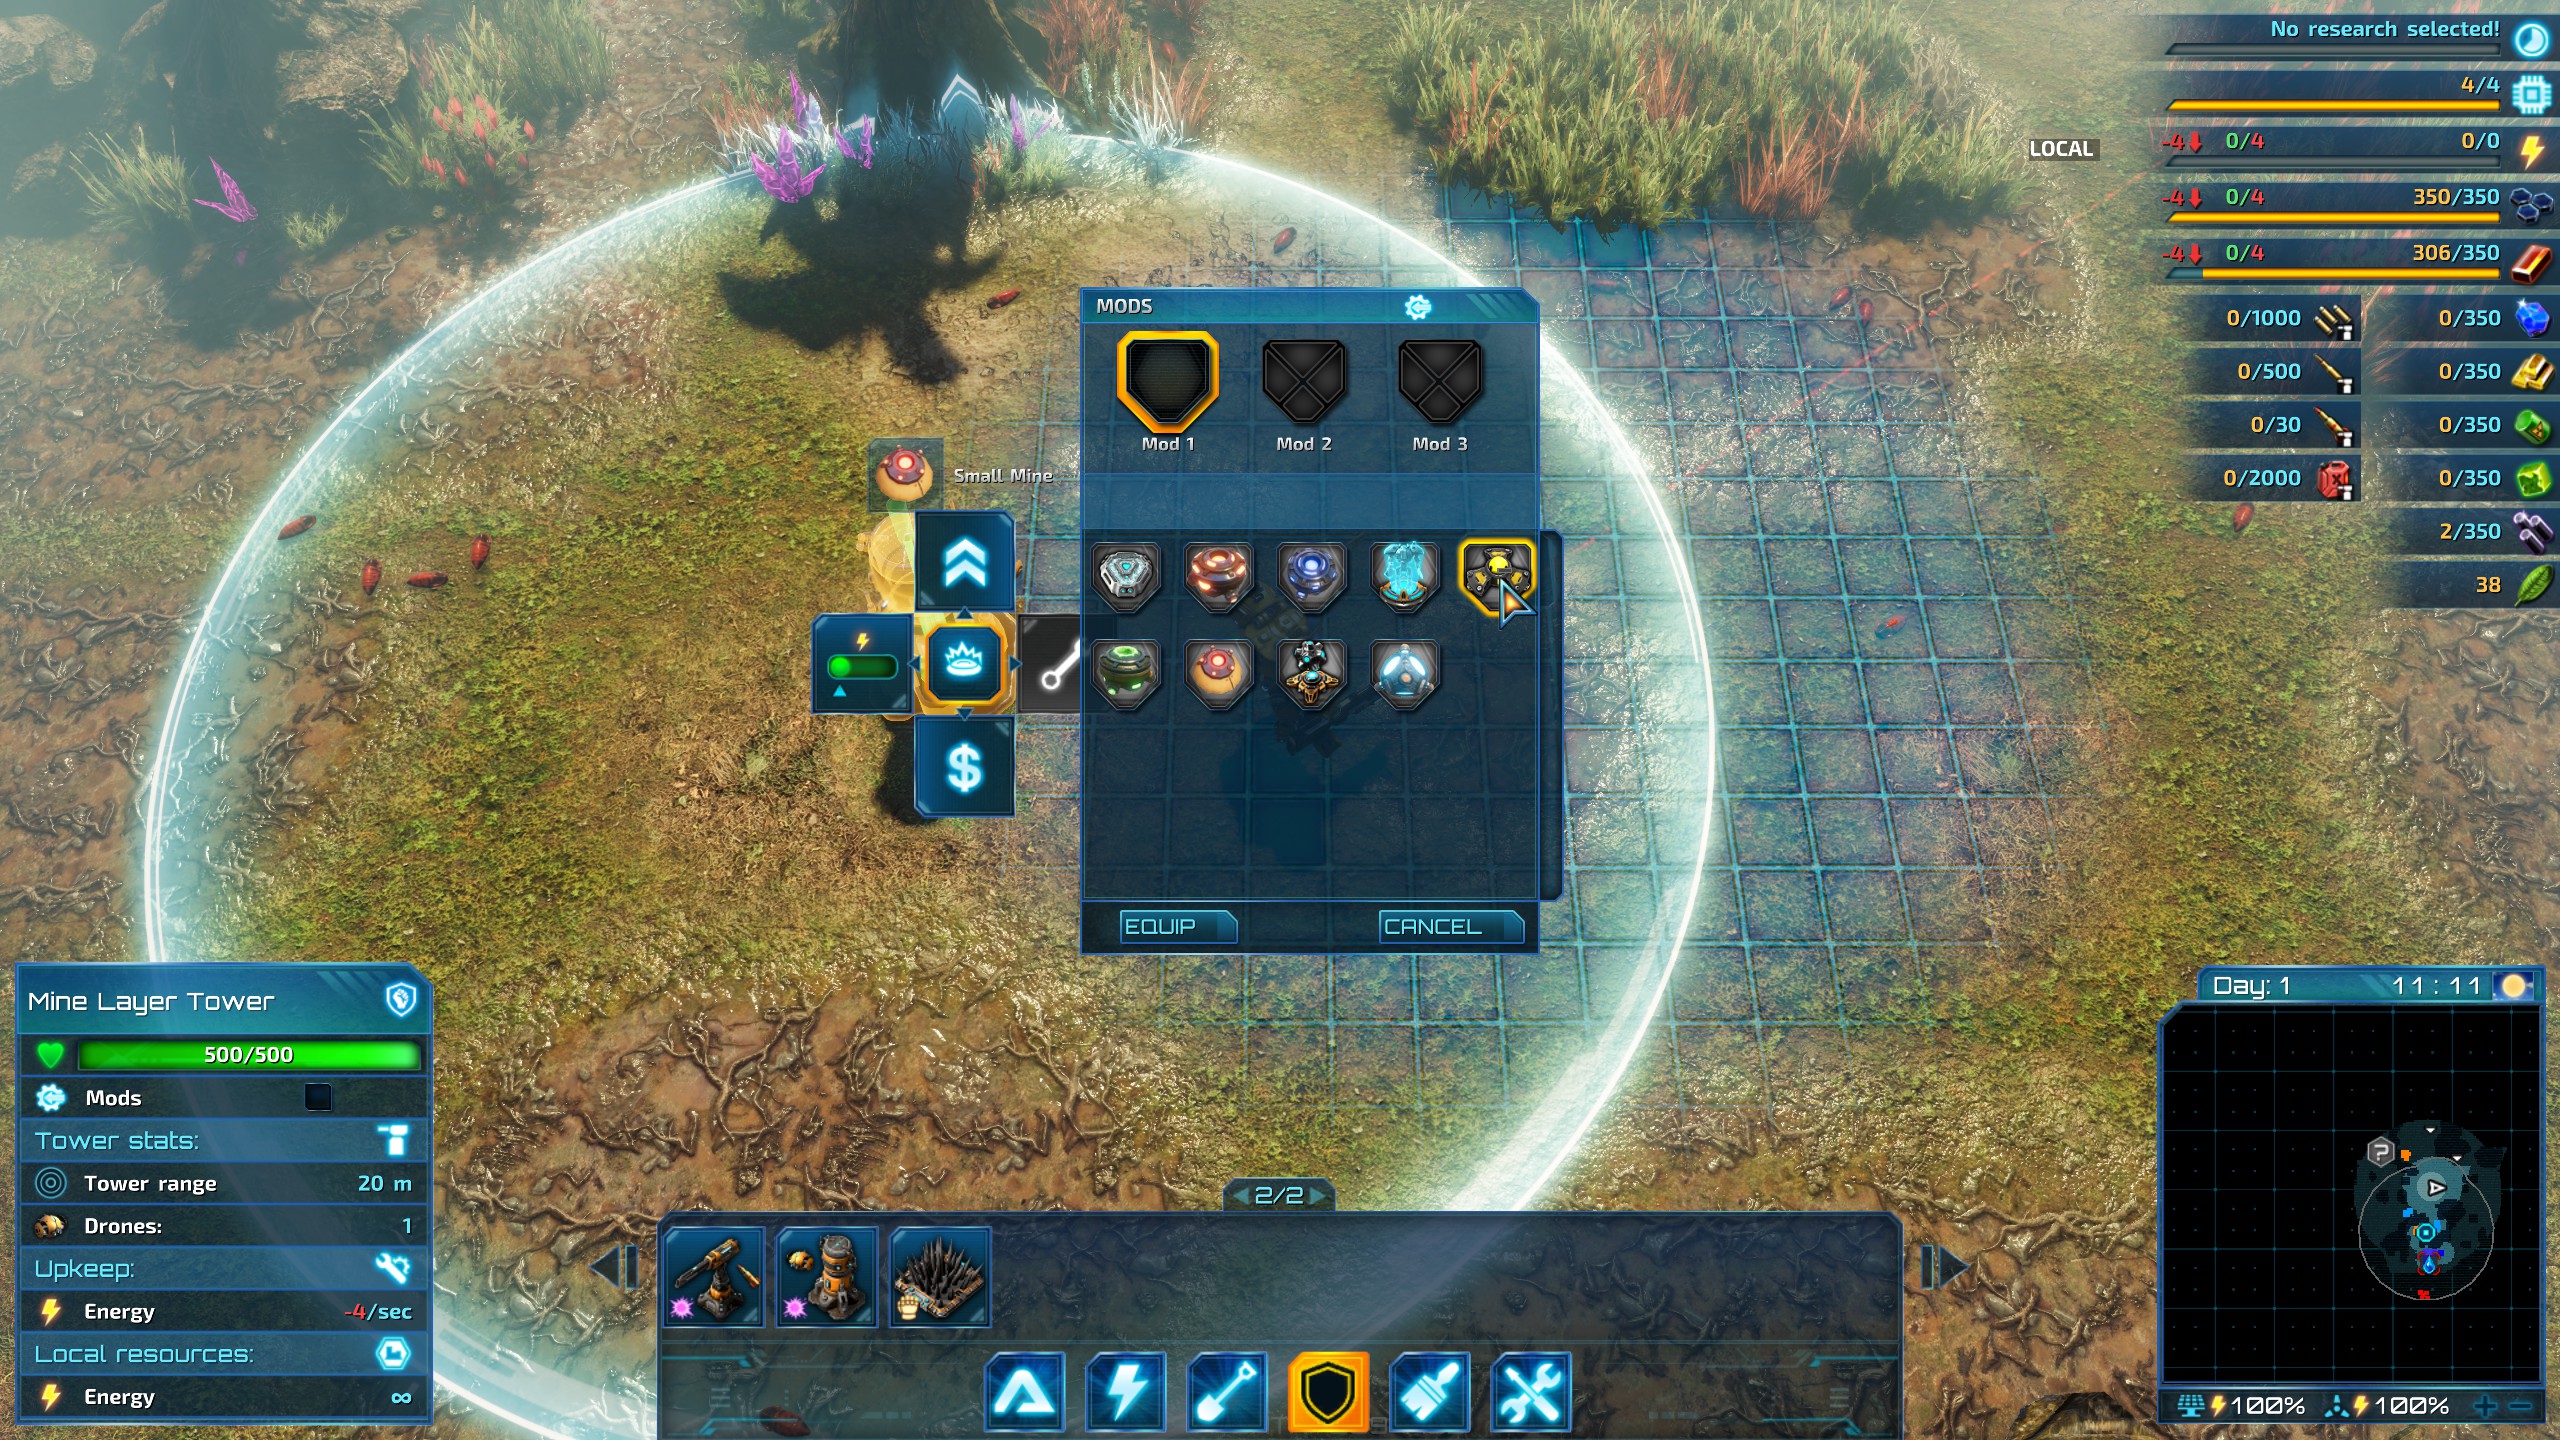 No research selected!
4/4
LOCAL
-4 0/4 0/0
-4 0/4 350/350
-4 0/4 306/350
0/1000 0/350
0/500 0/350
0/30 0/350
0/2000 0/350
2/350
38
MODS
Mod 1 Mod 2 Mod 3
Small Mine
$
EQUIP CANCEL
Mine Layer Tower
500/500
Mods
Tower stats:
Tower range 20 m
Drones: 1
Upkeep:
Energy -4/sec
Local resources:
Energy ∞
2/2
Day: 1 11:11
?
100% 100%